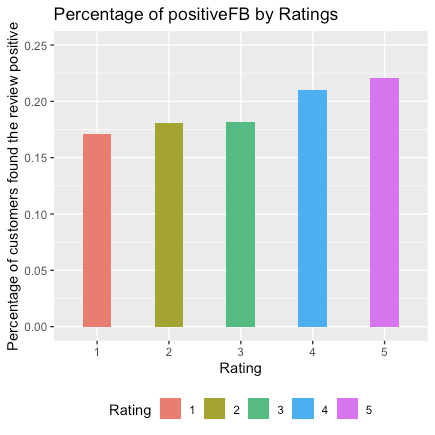 Percentage of positiveFB by Ratings
Percentage of customers found the review positive
0.25
0.20
0.15
0.10
0.05
0.00
1 2 3 4 5
Rating
Rating 1 2 3 4 5